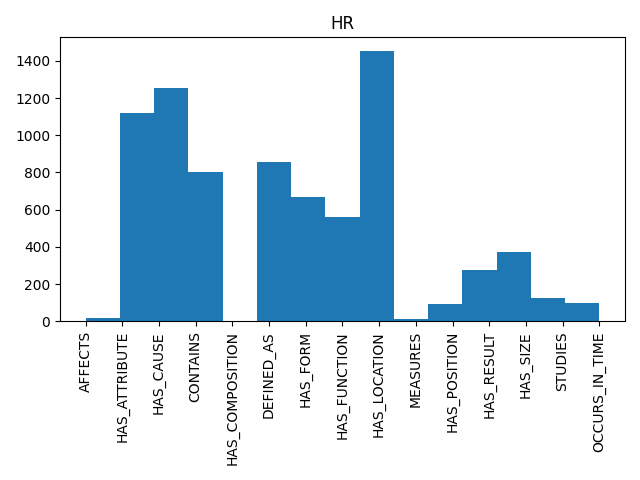 HR
1400
1200
1000
800
600
400
200
0
AFFECTS
HAS_ATTRIBUTE
HAS_CAUSE
CONTAINS
HAS_COMPOSITION
DEFINED_AS
HAS_FORM
HAS_FUNCTION
HAS_LOCATION
MEASURES
HAS_POSITION
HAS_RESULT
HAS_SIZE
STUDIES
OCCURS_IN_TIME